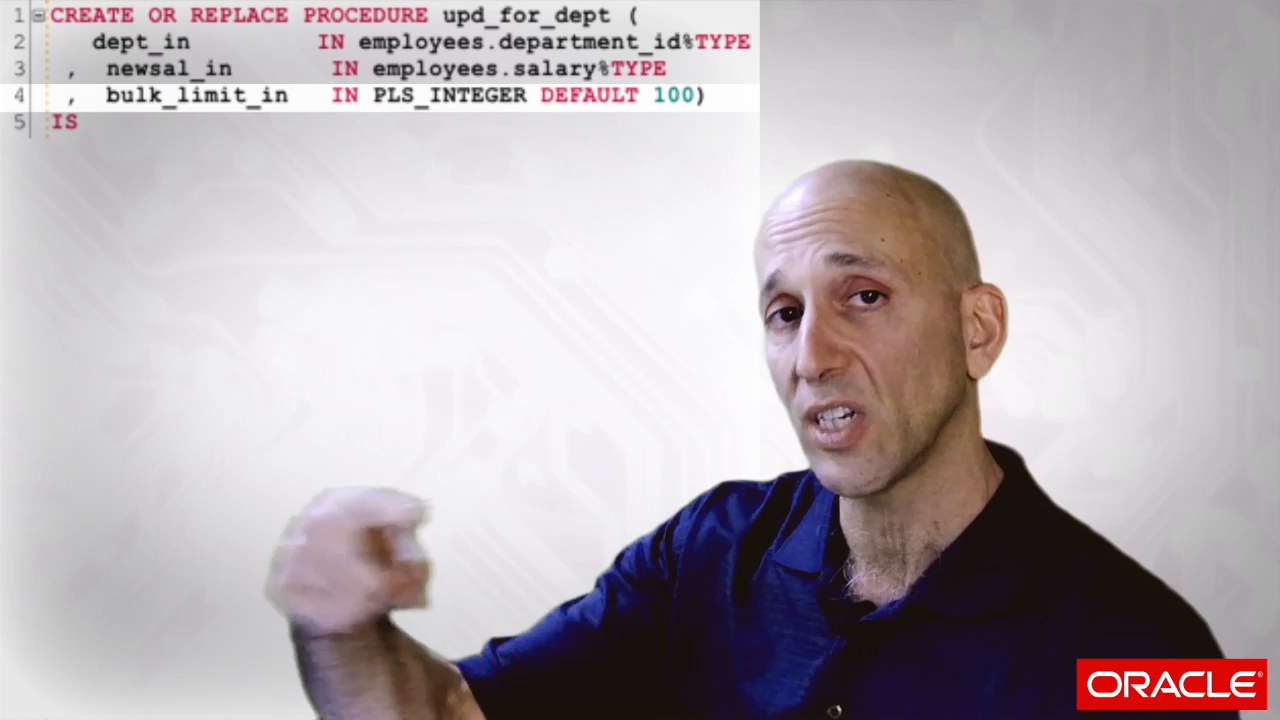 1 CREATE OR REPLACE PROCEDURE upd_for_dept (
2 dept_in IN employees.department_id%TYPE
3 , newsal_in IN employees.salary%TYPE
4 , bulk_limit_in IN PLS_INTEGER DEFAULT 100)
5 IS
ORACLE®